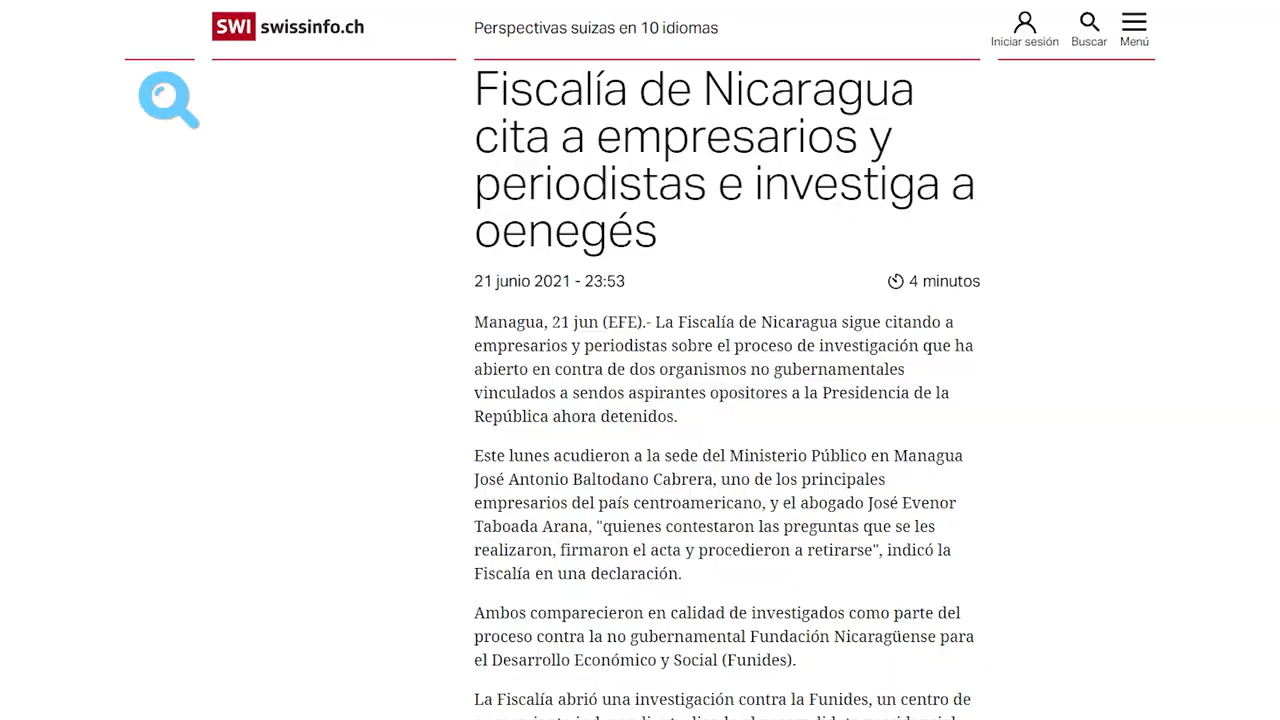 SWI swissinfo.ch
Perspectivas suizas en 10 idiomas
Iniciar sesión
Buscar
Menú
Fiscalía de Nicaragua
cita a empresarios y
periodistas e investiga a
oenegés
21 junio 2021 - 23:53
4 minutos
Managua, 21 jun (EFE).- La Fiscalía de Nicaragua sigue citando a
empresarios y periodistas sobre el proceso de investigación que ha
abierto en contra de dos organismos no gubernamentales
vinculados a sendos aspirantes opositores a la Presidencia de la
República ahora detenidos.
Este lunes acudieron a la sede del Ministerio Público en Managua
José Antonio Baltodano Cabrera, uno de los principales
empresarios del país centroamericano, y el abogado José Evenor
Taboada Arana, "quienes contestaron las preguntas que se les
realizaron, firmaron el acta y procedieron a retirarse", indicó la
Fiscalía en una declaración.
Ambos comparecieron en calidad de investigados como parte del
proceso contra la no gubernamental Fundación Nicaragüense para
el Desarrollo Económico y Social (Funides).
La Fiscalía abrió una investigación contra la Funides, un centro de